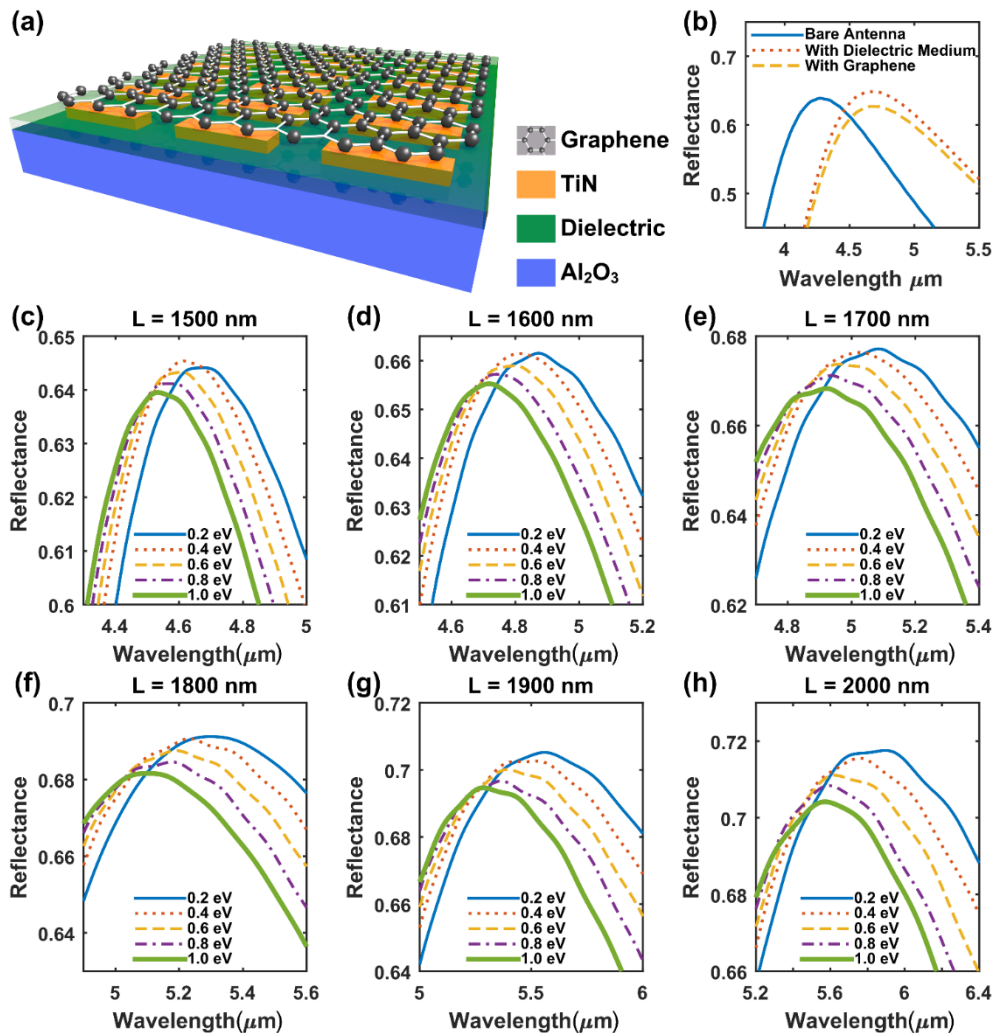 (a)
Graphene
TiN
Dielectric
Al₂O₃
(b)
Bare Antenna
With Dielectric Medium
With Graphene
Reflectance
0.7
0.6
0.5
4 4.5 5 5.5
Wavelength μm
(c)
L = 1500 nm
Reflectance
0.65
0.64
0.63
0.62
0.61
0.6
0.2 eV
0.4 eV
0.6 eV
0.8 eV
1.0 eV
4.4 4.6 4.8 5
Wavelength(μm)
(d)
L = 1600 nm
Reflectance
0.66
0.65
0.64
0.63
0.62
0.61
0.2 eV
0.4 eV
0.6 eV
0.8 eV
1.0 eV
4.6 4.8 5 5.2
Wavelength(μm)
(e)
L = 1700 nm
Reflectance
0.68
0.66
0.64
0.62
0.2 eV
0.4 eV
0.6 eV
0.8 eV
1.0 eV
4.8 5 5.2 5.4
Wavelength(μm)
(f)
L = 1800 nm
Reflectance
0.7
0.68
0.66
0.64
0.2 eV
0.4 eV
0.6 eV
0.8 eV
1.0 eV
5 5.2 5.4 5.6
Wavelength(μm)
(g)
L = 1900 nm
Reflectance
0.72
0.7
0.68
0.66
0.64
0.2 eV
0.4 eV
0.6 eV
0.8 eV
1.0 eV
5 5.5 6
Wavelength(μm)
(h)
L = 2000 nm
Reflectance
0.72
0.7
0.68
0.66
0.2 eV
0.4 eV
0.6 eV
0.8 eV
1.0 eV
5.2 5.6 6 6.4
Wavelength(μm)